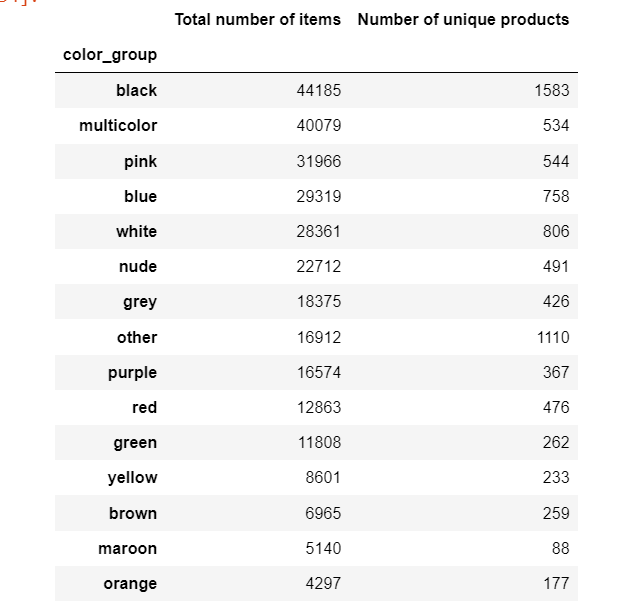 Total number of items Number of unique products
color_group
black 44185 1583
multicolor 40079 534
pink 31966 544
blue 29319 758
white 28361 806
nude 22712 491
grey 18375 426
other 16912 1110
purple 16574 367
red 12863 476
green 11808 262
yellow 8601 233
brown 6965 259
maroon 5140 88
orange 4297 177